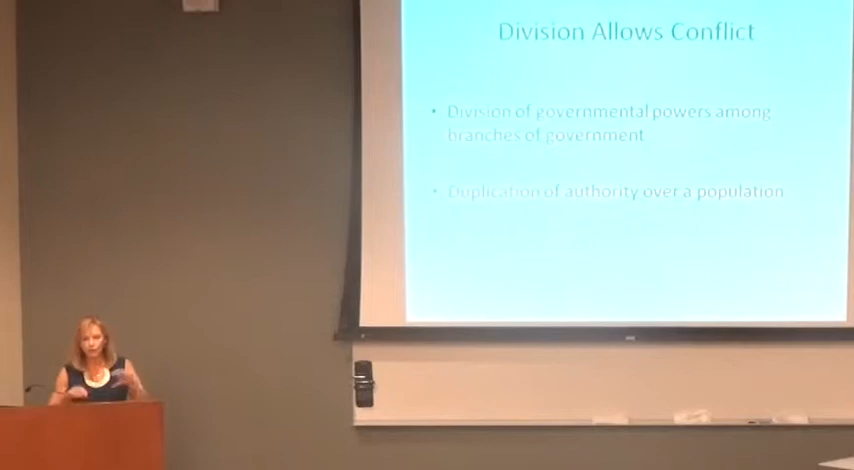 Division Allows Conflict
• Division of governmental powers among
branches of government
• Duplication of authority over a population